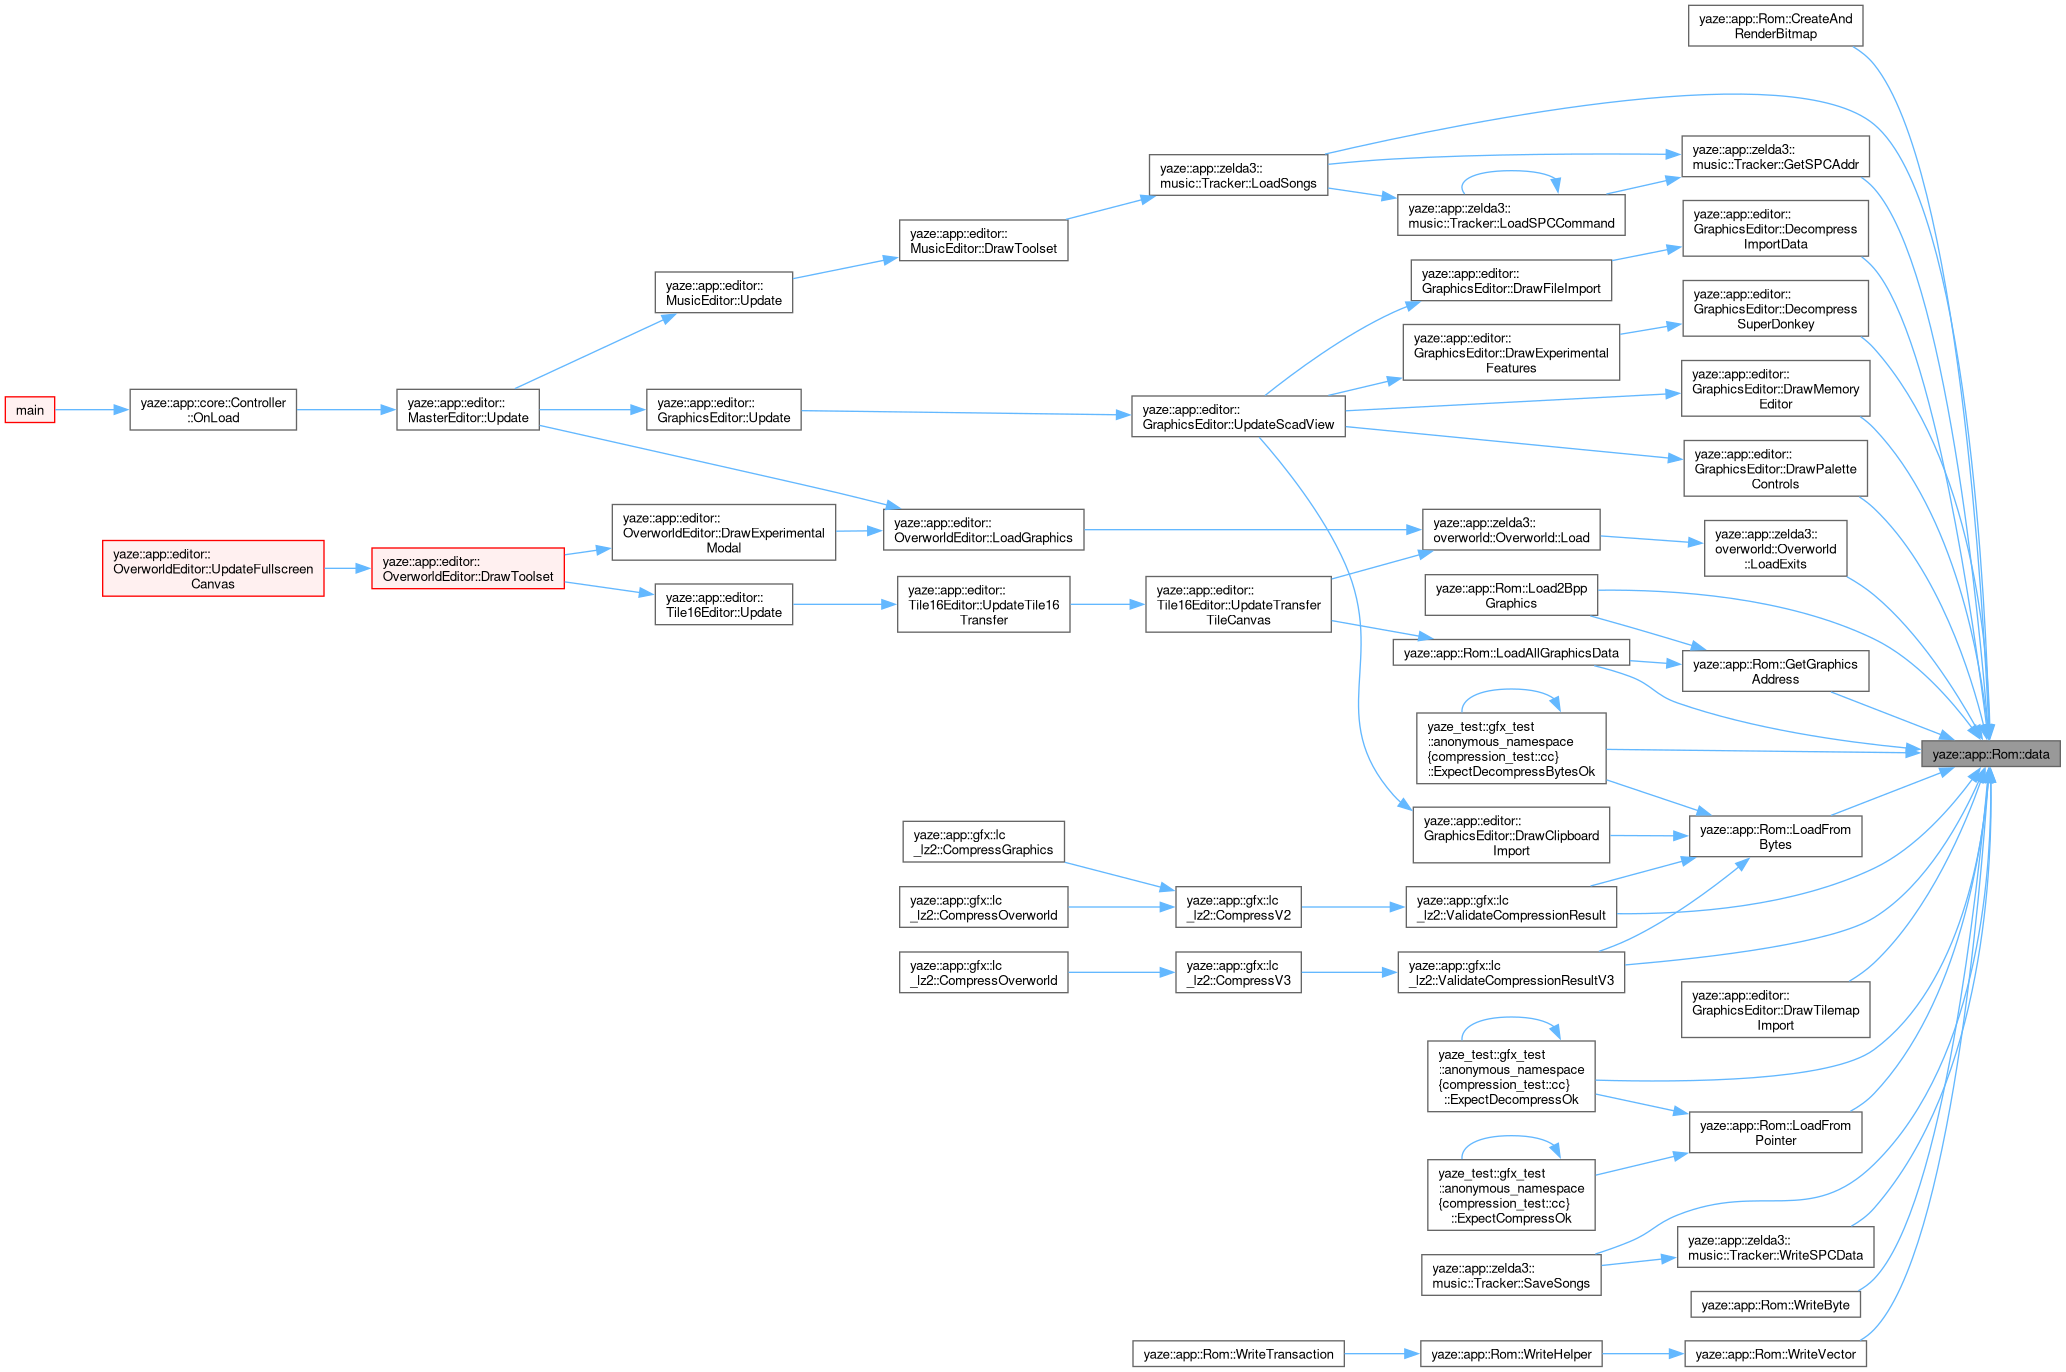 yaze::app::Rom::CreateAnd
RenderBitmap
yaze::app::zelda3::
music::Tracker::LoadSongs
yaze::app::zelda3::
music::Tracker::GetSPCAddr
yaze::app::zelda3::
music::Tracker::LoadSPCCommand
yaze::app::editor::
MusicEditor::DrawToolset
yaze::app::editor::
GraphicsEditor::Decompress
ImportData
yaze::app::editor::
MusicEditor::Update
yaze::app::editor::
GraphicsEditor::DrawFileImport
yaze::app::editor::
GraphicsEditor::Decompress
SuperDonkey
yaze::app::editor::
GraphicsEditor::DrawExperimental
Features
main
yaze::app::core::Controller
::OnLoad
yaze::app::editor::
MasterEditor::Update
yaze::app::editor::
GraphicsEditor::Update
yaze::app::editor::
GraphicsEditor::UpdateScadView
yaze::app::editor::
GraphicsEditor::DrawMemory
Editor
yaze::app::editor::
GraphicsEditor::DrawPalette
Controls
yaze::app::editor::
OverworldEditor::UpdateFullscreen
Canvas
yaze::app::editor::
OverworldEditor::DrawToolset
yaze::app::editor::
OverworldEditor::DrawExperimental
Modal
yaze::app::editor::
OverworldEditor::LoadGraphics
yaze::app::zelda3::
overworld::Overworld::Load
yaze::app::zelda3::
overworld::Overworld
::LoadExits
yaze::app::editor::
Tile16Editor::Update
yaze::app::editor::
Tile16Editor::UpdateTile16
Transfer
yaze::app::editor::
Tile16Editor::UpdateTransfer
TileCanvas
yaze::app::Rom::Load2Bpp
Graphics
yaze::app::Rom::LoadAllGraphicsData
yaze::app::Rom::GetGraphics
Address
yaze_test::gfx_test
::anonymous_namespace
{compression_test::cc}
::ExpectDecompressBytesOk
yaze::app::Rom::data
yaze::app::editor::
GraphicsEditor::DrawClipboard
Import
yaze::app::Rom::LoadFrom
Bytes
yaze::app::gfx::lc
_lz2::CompressGraphics
yaze::app::gfx::lc
_lz2::CompressOverworld
yaze::app::gfx::lc
_lz2::CompressV2
yaze::app::gfx::lc
_lz2::ValidateCompressionResult
yaze::app::gfx::lc
_lz2::CompressOverworld
yaze::app::gfx::lc
_lz2::CompressV3
yaze::app::gfx::lc
_lz2::ValidateCompressionResultV3
yaze::app::editor::
GraphicsEditor::DrawTilemap
Import
yaze_test::gfx_test
::anonymous_namespace
{compression_test::cc}
::ExpectDecompressOk
yaze::app::Rom::LoadFrom
Pointer
yaze_test::gfx_test
::anonymous_namespace
{compression_test::cc}
::ExpectCompressOk
yaze::app::zelda3::
music::Tracker::WriteSPCData
yaze::app::zelda3::
music::Tracker::SaveSongs
yaze::app::Rom::WriteByte
yaze::app::Rom::WriteTransaction
yaze::app::Rom::WriteHelper
yaze::app::Rom::WriteVector